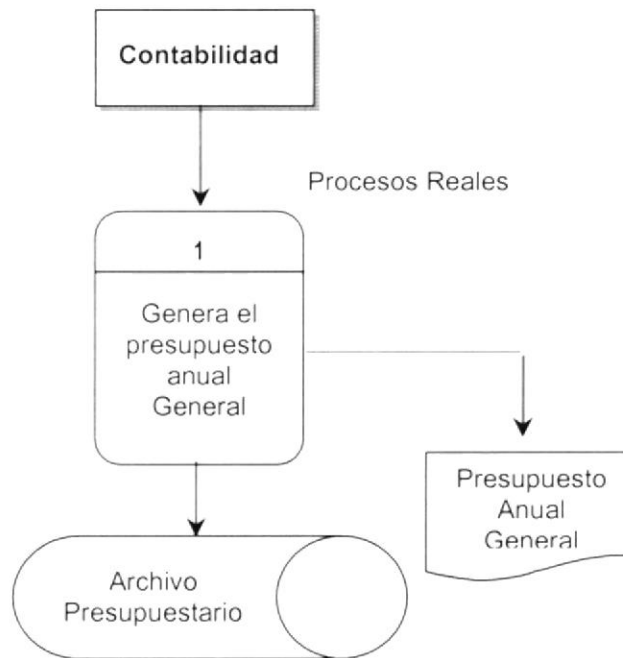 Contabilidad
Procesos Reales
1
Genera el
presupuesto
anual
General
Presupuesto
Anual
General
Archivo
Presupuestario